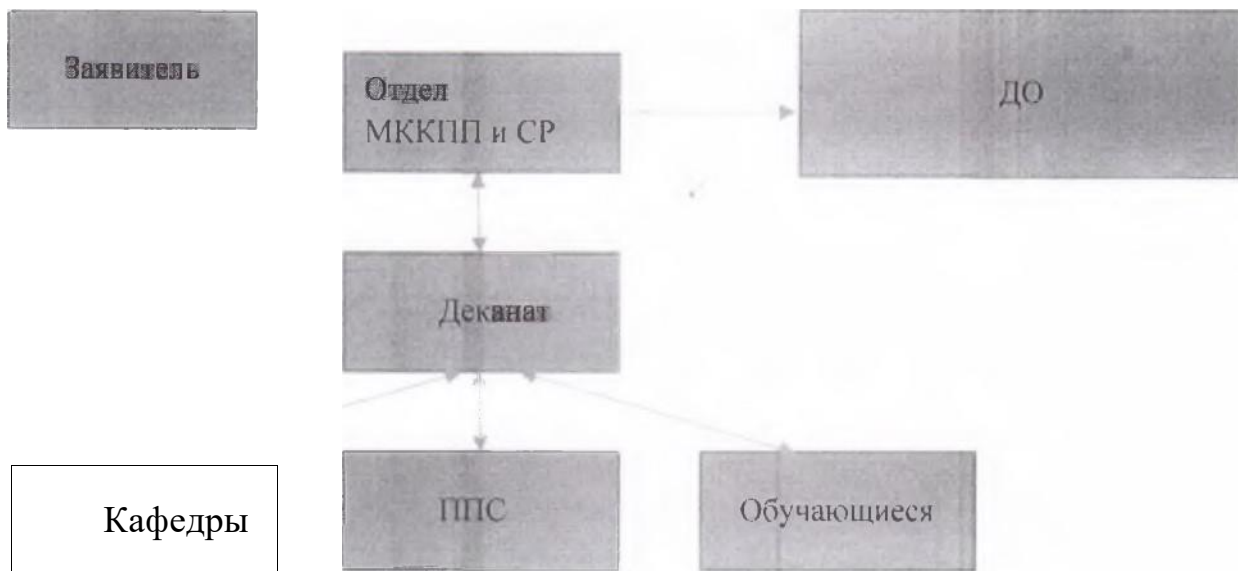 Заявитель
Отдел
МККПП и СР
ДО
Деканат
Кафедры
ППС
Обучающиеся